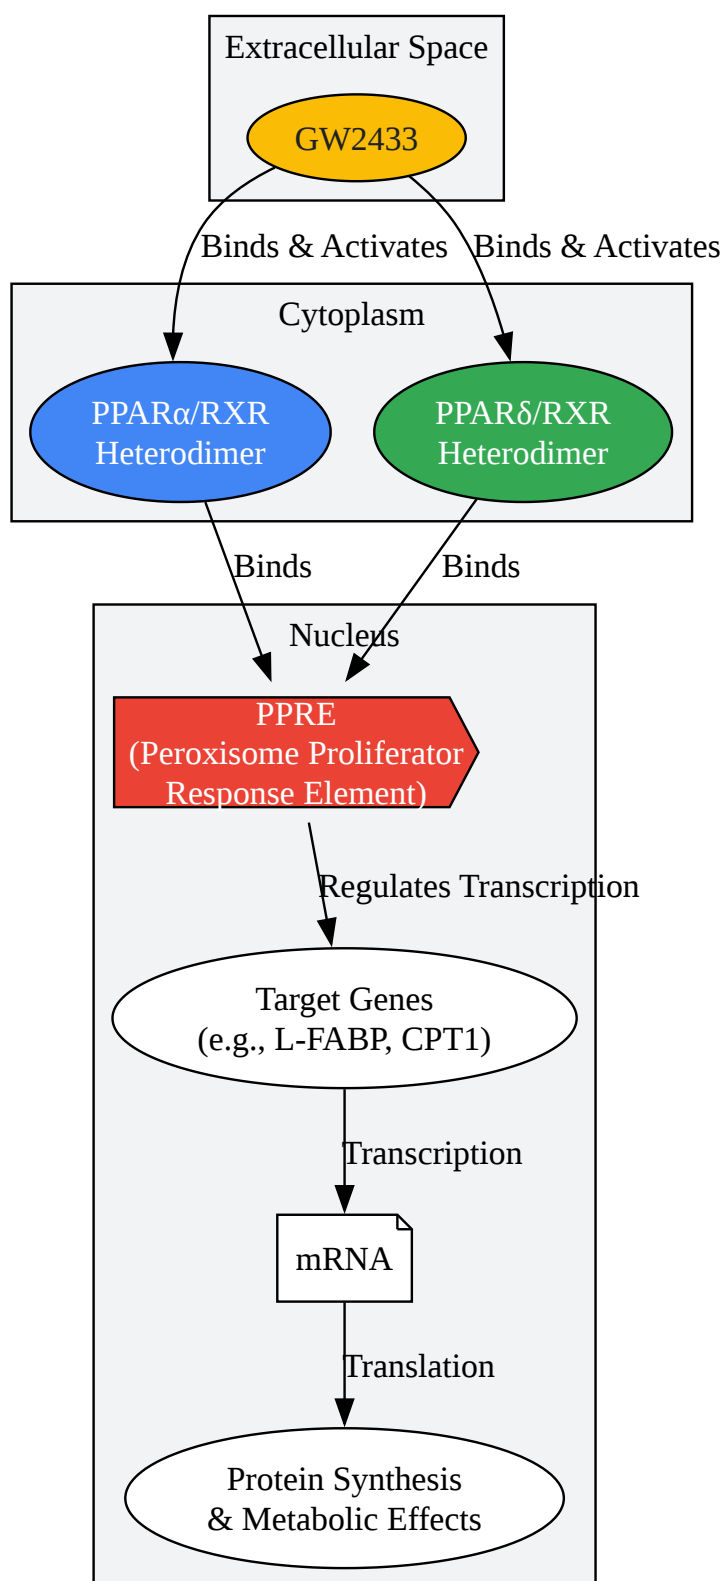 Extracellular Space
GW2433
Binds & Activates
Binds & Activates
Cytoplasm
PPARα/RXR
Heterodimer
PPARδ/RXR
Heterodimer
Binds
Binds
Nucleus
PPRE
(Peroxisome Proliferator
Response Element)
Regulates Transcription
Target Genes
(e.g., L-FABP, CPT1)
Transcription
mRNA
Translation
Protein Synthesis
& Metabolic Effects